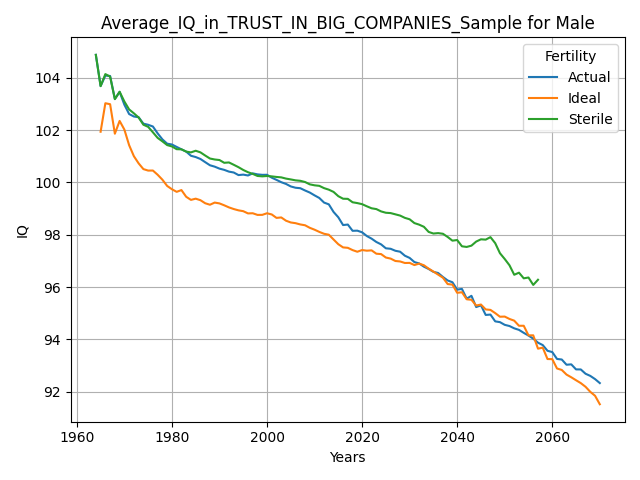 Average_IQ_in_TRUST_IN_BIG_COMPANIES_Sample for Male
Fertility
Actual
Ideal
Sterile
104
102
100
98
96
94
92
IQ
1960
1980
2000
2020
2040
2060
Years